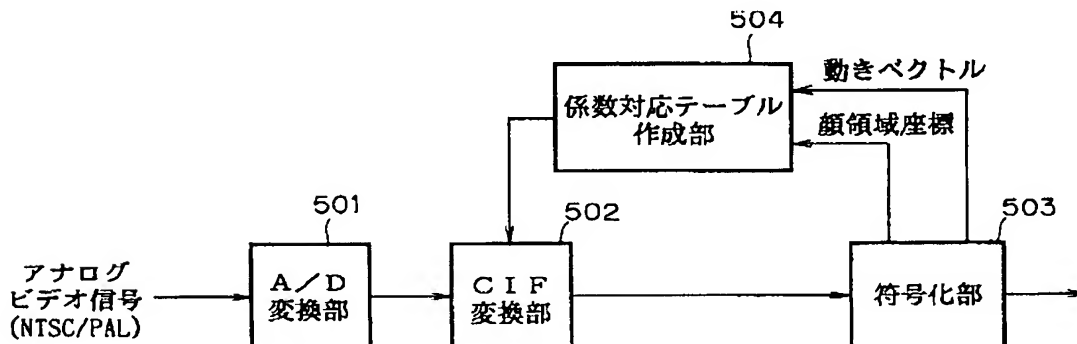 504
動きベクトル
係数対応テーブル
作成部
顔領域座標
501
502
503
アナログ
ビデオ信号
(NTSC/PAL)
A/D
変換部
CIF
変換部
符号化部